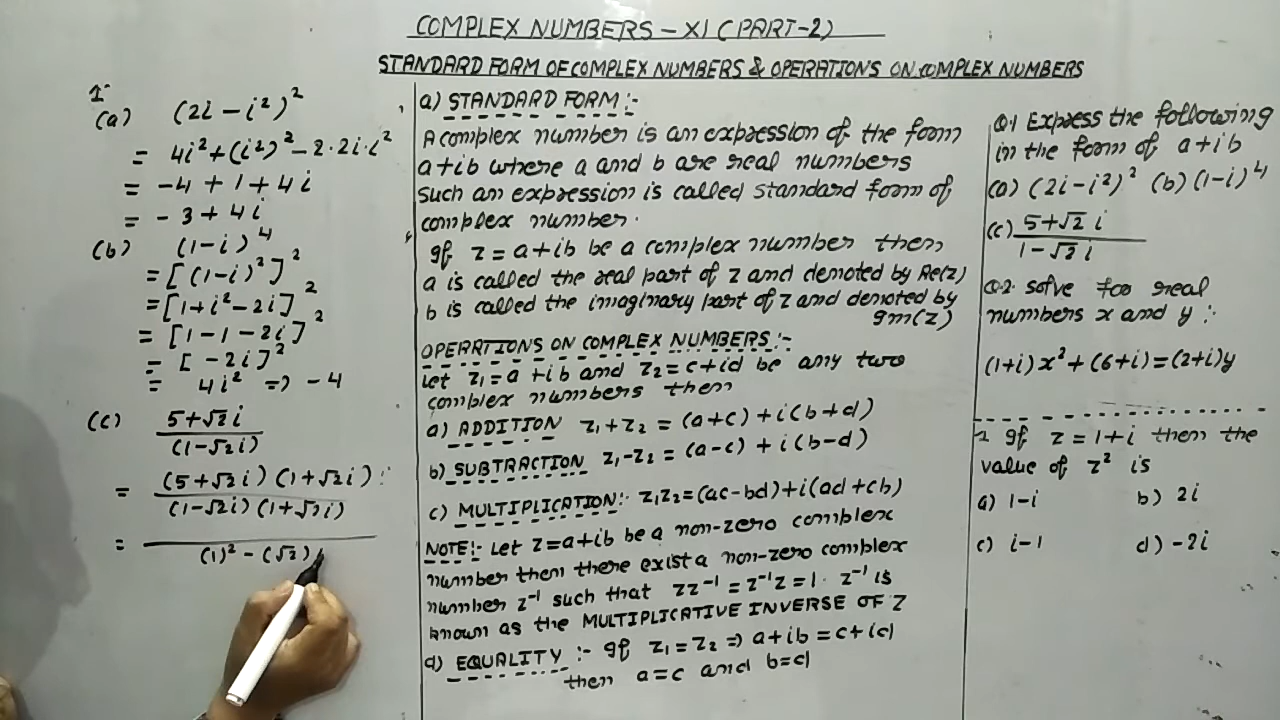 COMPLEX NUMBERS – XI (PART-2)
STANDARD FORM OF COMPLEX NUMBERS & OPERATIONS ON COMPLEX NUMBERS
1-
(a) (2i – i²)²
= 4i² + (i²)² – 2·2i·i²
= –4 + 1 + 4i
= –3 + 4i
(b) (1–i)⁴
= [(1–i)²]²
= [1 + i² – 2i]²
= [1 – 1 – 2i]²
= [–2i]²
= 4i² => –4
(c) 5+√2i
(1–√2i)
= (5+√2i) (1+√2i)
(1–√2i) (1+√2i)
=
(1)² – (√2)
a) STANDARD FORM :-
A complex number is an expression of the form
a+ib where a and b are real numbers
such an expression is called standard form of
complex number.
If z = a+ib be a complex number then
a is called the real part of z and denoted by Re(z)
b is called the imaginary part of z and denoted by
Im(z)
OPERATIONS ON COMPLEX NUMBERS :-
Let z₁ = a+ib and z₂ = c+id be any two
complex numbers then
a) ADDITION z₁+z₂ = (a+c) + i(b+d)
b) SUBTRACTION z₁–z₂ = (a–c) + i(b–d)
c) MULTIPLICATION:- z₁z₂ = (ac–bd) + i(ad+cb)
NOTE:- Let z = a+ib be a non-zero complex
number then there exist a non-zero complex
number z⁻¹ such that zz⁻¹ = z⁻¹z = 1. z⁻¹ is
known as the MULTIPLICATIVE INVERSE OF Z
d) EQUALITY :- If z₁ = z₂ => a+ib = c+id
then a=c and b=d
Q.1 Express the following
in the form of a+ib
(a) (2i–i²)² (b) (1–i)⁴
(c) 5+√2 i
1–√2 i
Q.2. solve for real
numbers x and y :-
(1+i)x² + (6+i) = (2+i)y
If z = 1+i then the
value of z² is
a) 1–i b) 2i
c) i–1 d) –2i